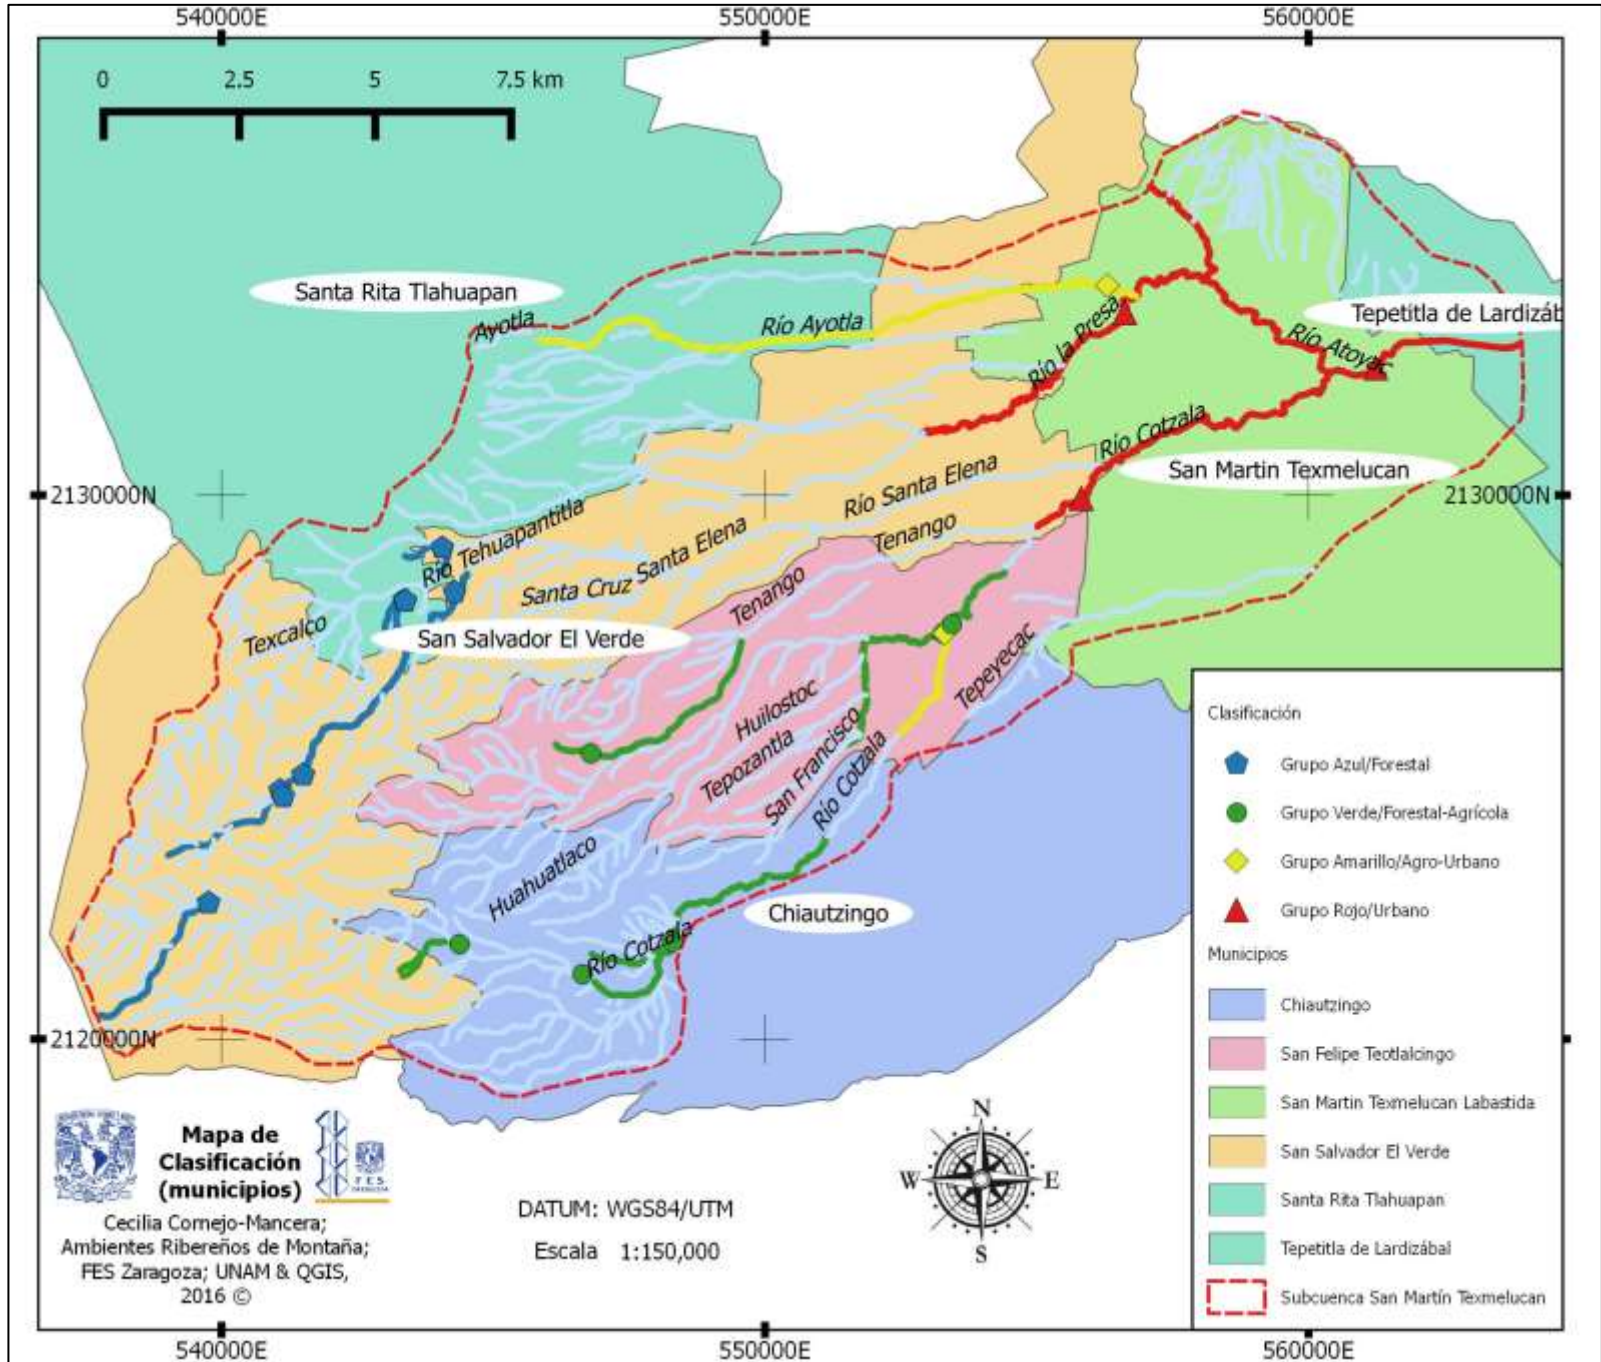 540000E
550000E
560000E
0
2.5
5
7.5 km
Santa Rita Tlahuapan
Tepetitla de Lardizáb
Ayotla
Río Ayotla
Río la Presa
Río Atoyac
Río Cotzala
San Martin Texmelucan
Río Santa Elena
2130000N
2130000N
Río Tehuapantitla
Santa Elena
Tenango
Santa Cruz
Tenango
Texcalco
San Salvador El Verde
Tepeyecac
Huilostoc
Tepozantla
San Francisco
Río Cotzala
Huahuatlaco
Chiautzingo
Río Cotzala
2120000N
Clasificación
Grupo Azul/Forestal
Grupo Verde/Forestal-Agrícola
Grupo Amarillo/Agro-Urbano
Grupo Rojo/Urbano
Municipios
Chiautzingo
San Felipe Teotlalcingo
San Martin Texmelucan Labastida
San Salvador El Verde
Santa Rita Tlahuapan
Tepetitla de Lardizábal
Subcuenca San Martín Texmelucan
Mapa de
Clasificación
(municipios)
FES
Cecilia Cornejo-Mancera;
Ambientes Ribereños de Montaña;
FES Zaragoza; UNAM & QGIS,
2016 ©
DATUM: WGS84/UTM
Escala 1:150,000
N
W
E
S
540000E
550000E
560000E